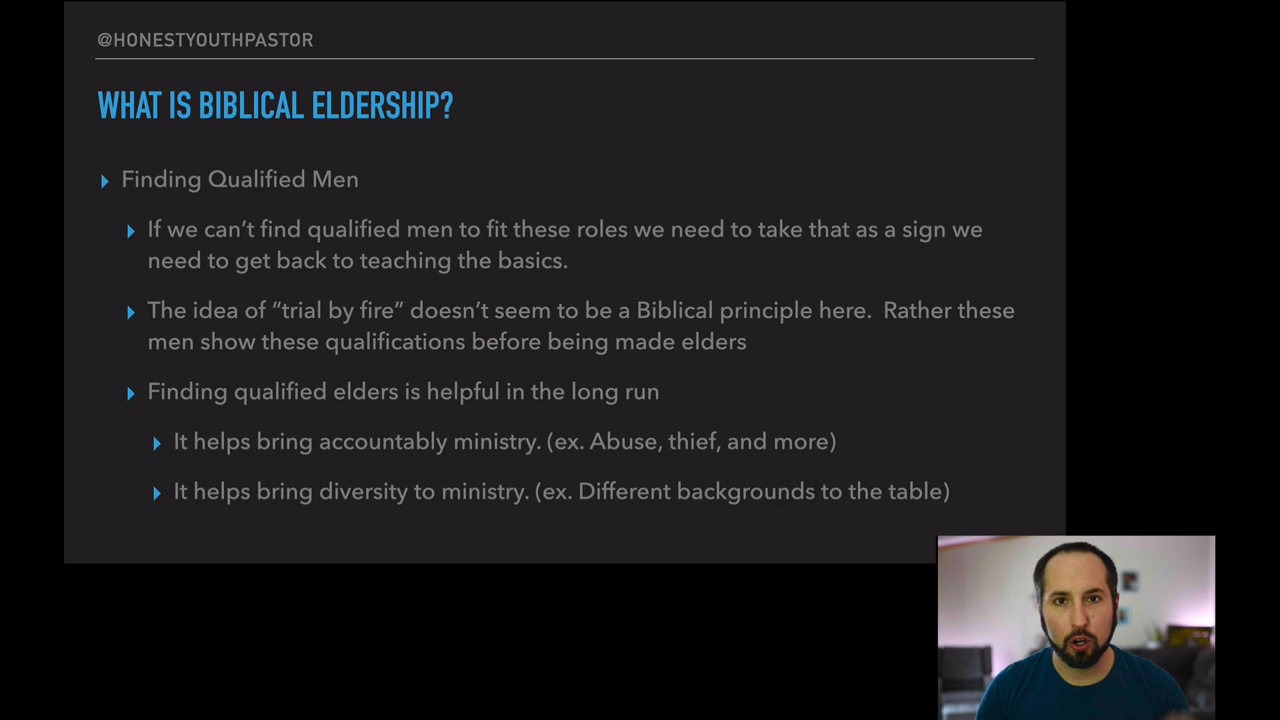 @HONESTYOUTHPASTOR
WHAT IS BIBLICAL ELDERSHIP?
Finding Qualified Men
If we can't find qualified men to fit these roles we need to take that as a sign we
need to get back to teaching the basics.
The idea of “trial by fire” doesn't seem to be a Biblical principle here. Rather these
men show these qualifications before being made elders
Finding qualified elders is helpful in the long run
It helps bring accountably ministry. (ex. Abuse, thief, and more)
It helps bring diversity to ministry. (ex. Different backgrounds to the table)